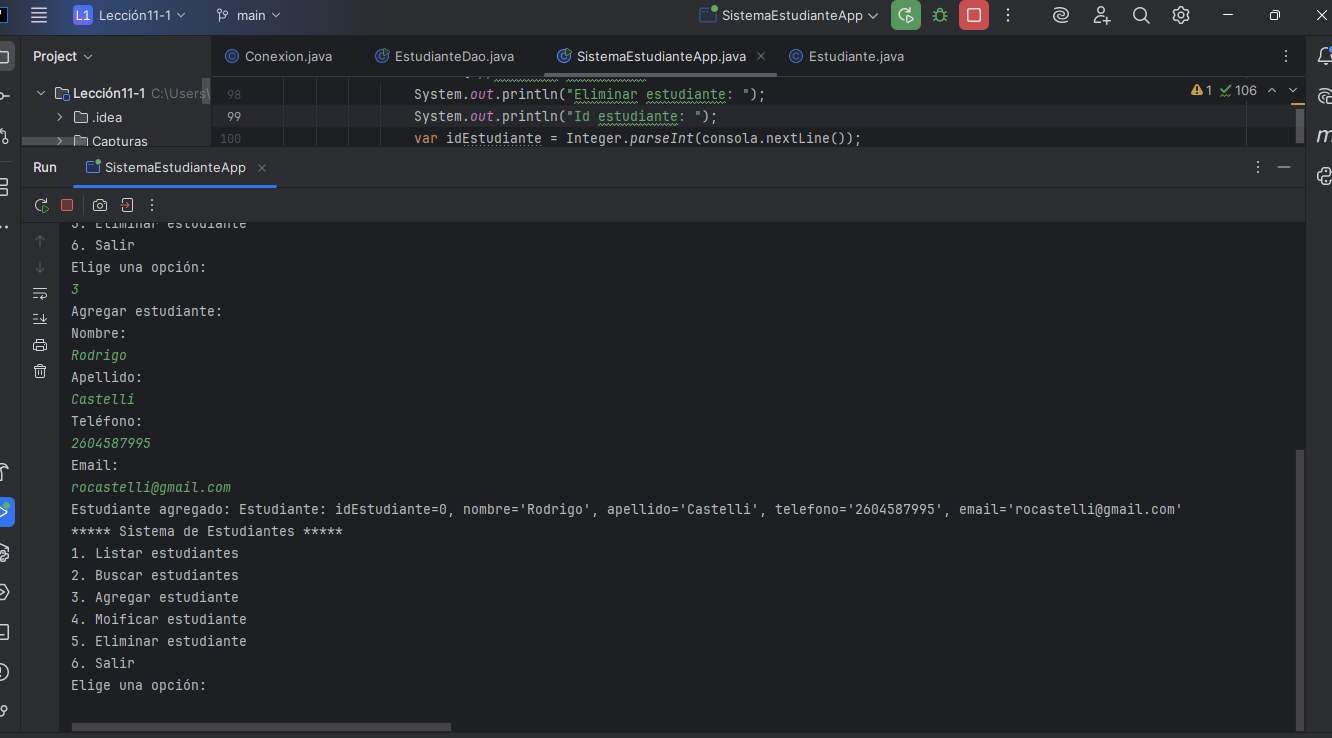 L1 Lección11-1 main SistemaEstudianteApp
Project Conexion.java EstudianteDao.java SistemaEstudianteApp.java Estudiante.java
Lección11-1 C:\Users\
.idea
Capturas
98 System.out.println("Eliminar estudiante: ");
99 System.out.println("Id estudiante: ");
100 var idEstudiante = Integer.parseInt(consola.nextLine());
1 106
Run SistemaEstudianteApp
5. Eliminar estudiante
6. Salir
Elige una opción:
3
Agregar estudiante:
Nombre:
Rodrigo
Apellido:
Castelli
Teléfono:
2604587995
Email:
rocastelli@gmail.com
Estudiante agregado: Estudiante: idEstudiante=0, nombre='Rodrigo', apellido='Castelli', telefono='2604587995', email='rocastelli@gmail.com'
***** Sistema de Estudiantes *****
1. Listar estudiantes
2. Buscar estudiantes
3. Agregar estudiante
4. Moificar estudiante
5. Eliminar estudiante
6. Salir
Elige una opción: